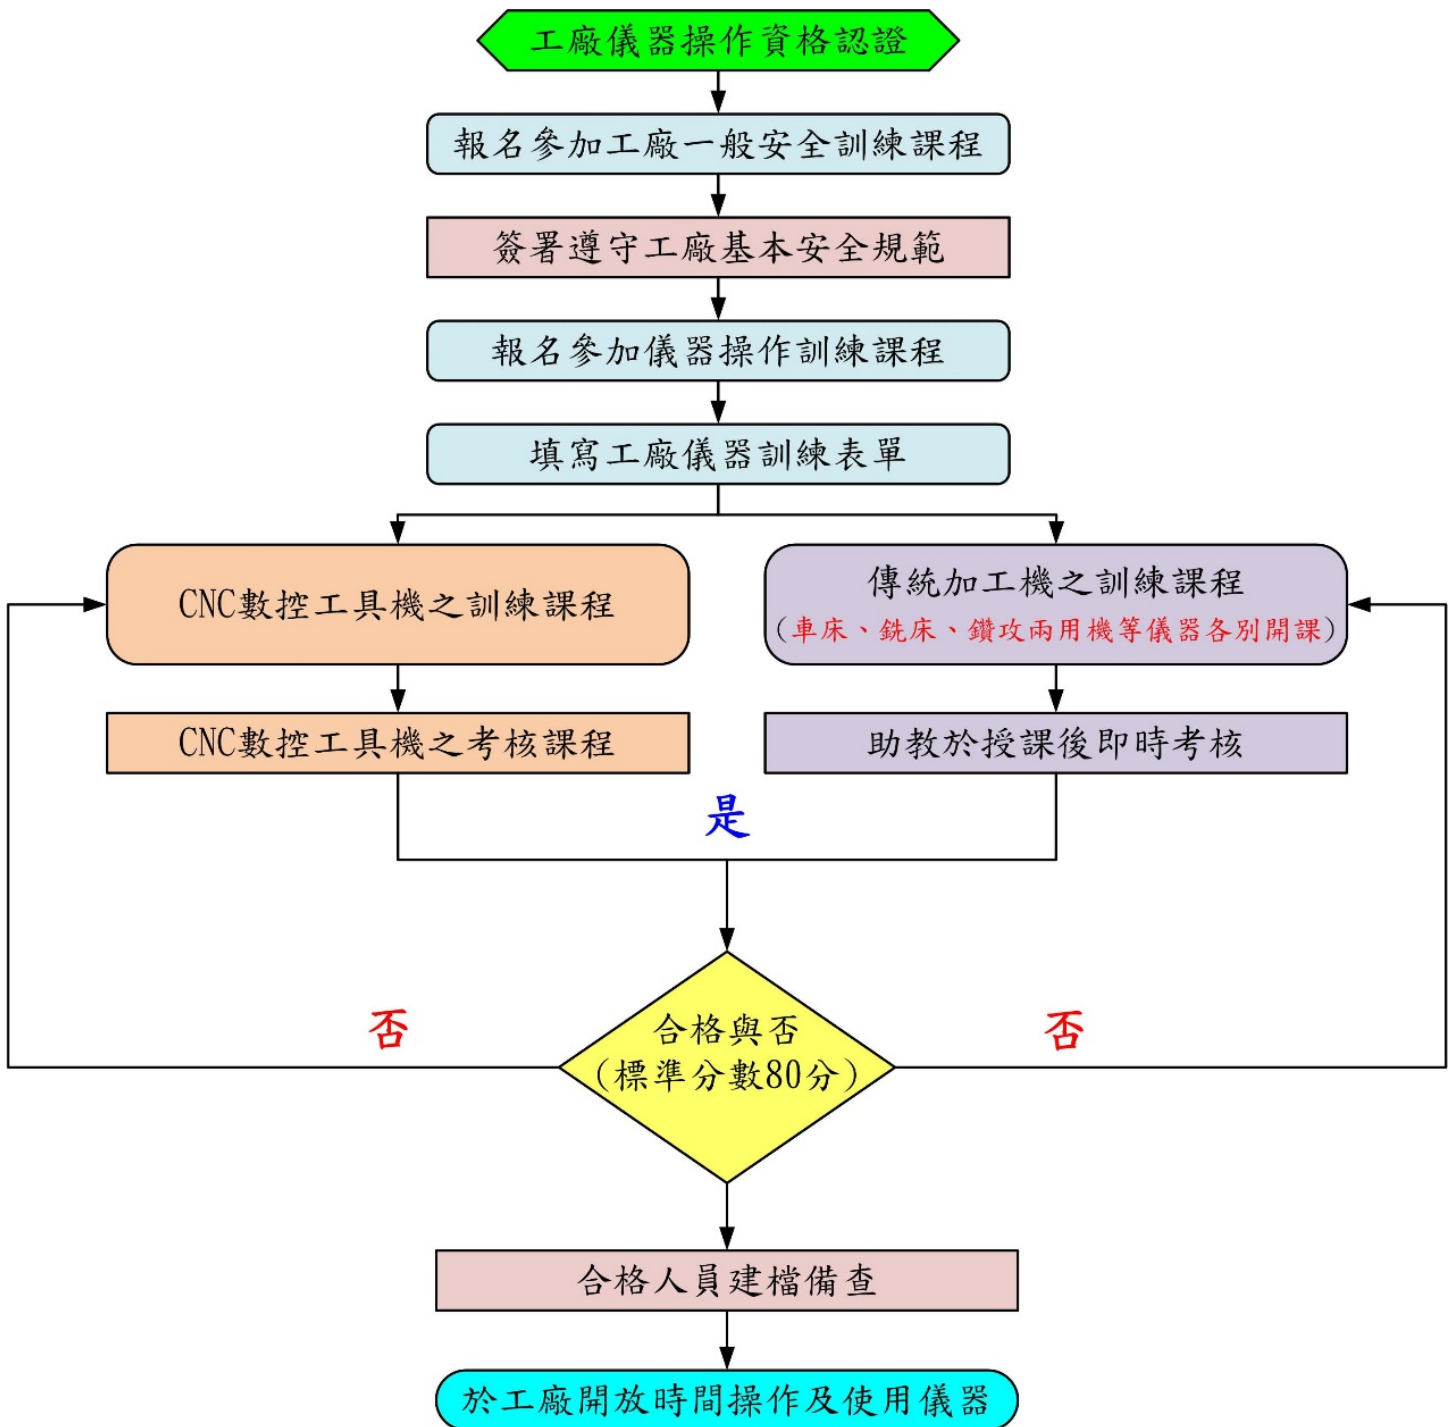 工廠儀器操作資格認證
報名參加工廠一般安全訓練課程
簽署遵守工廠基本安全規範
報名參加儀器操作訓練課程
填寫工廠儀器訓練表單
CNC數控工具機之訓練課程
傳統加工機之訓練課程
(車床、銑床、鑽攻兩用機等儀器各別開課)
CNC數控工具機之考核課程
助教於授課後即時考核
是
否
合格與否
(標準分數80分)
否
合格人員建檔備查
於工廠開放時間操作及使用儀器